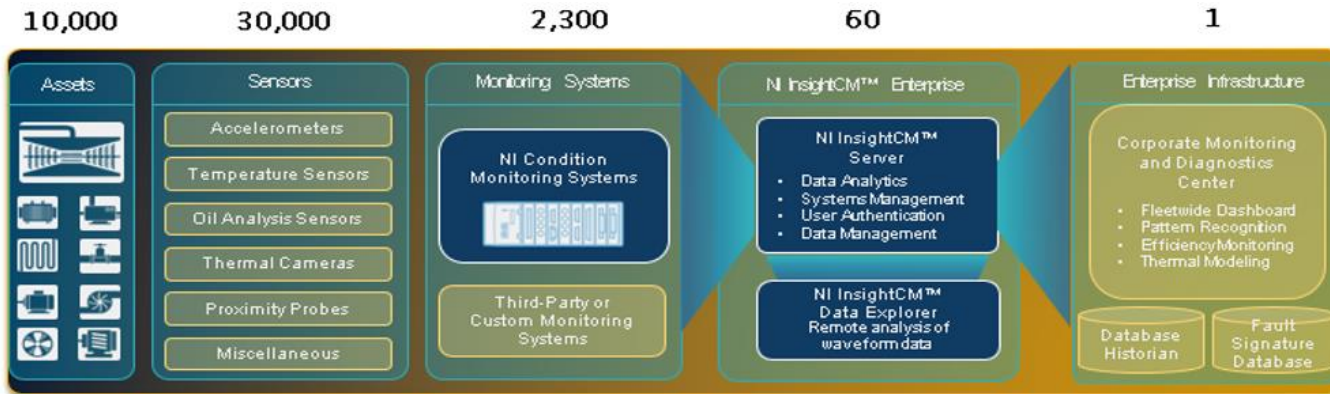 10,000
30,000
2,300
60
1
Assets
Sensors
Accelerometers
Temperature Sensors
Oil Analysis Sensors
Thermal Cameras
Proximity Probes
Miscellaneous
Monitoring Systems
NI Condition
Monitoring Systems
Third-Party or
Custom Monitoring
Systems
NI InsightCM™ Enterprise
NI InsightCM™
Server
• Data Analytics
• Systems Management
• User Authentication
• Data Management
NI InsightCM™
Data Explorer
Remote analysis of
waveform data
Enterprise Infrastructure
Corporate Monitoring
and Diagnostics
Center
• Fleetwide Dashboard
• Pattern Recognition
• Efficiency Monitoring
• Thermal Modeling
Database
Historian
Fault
Signature
Database